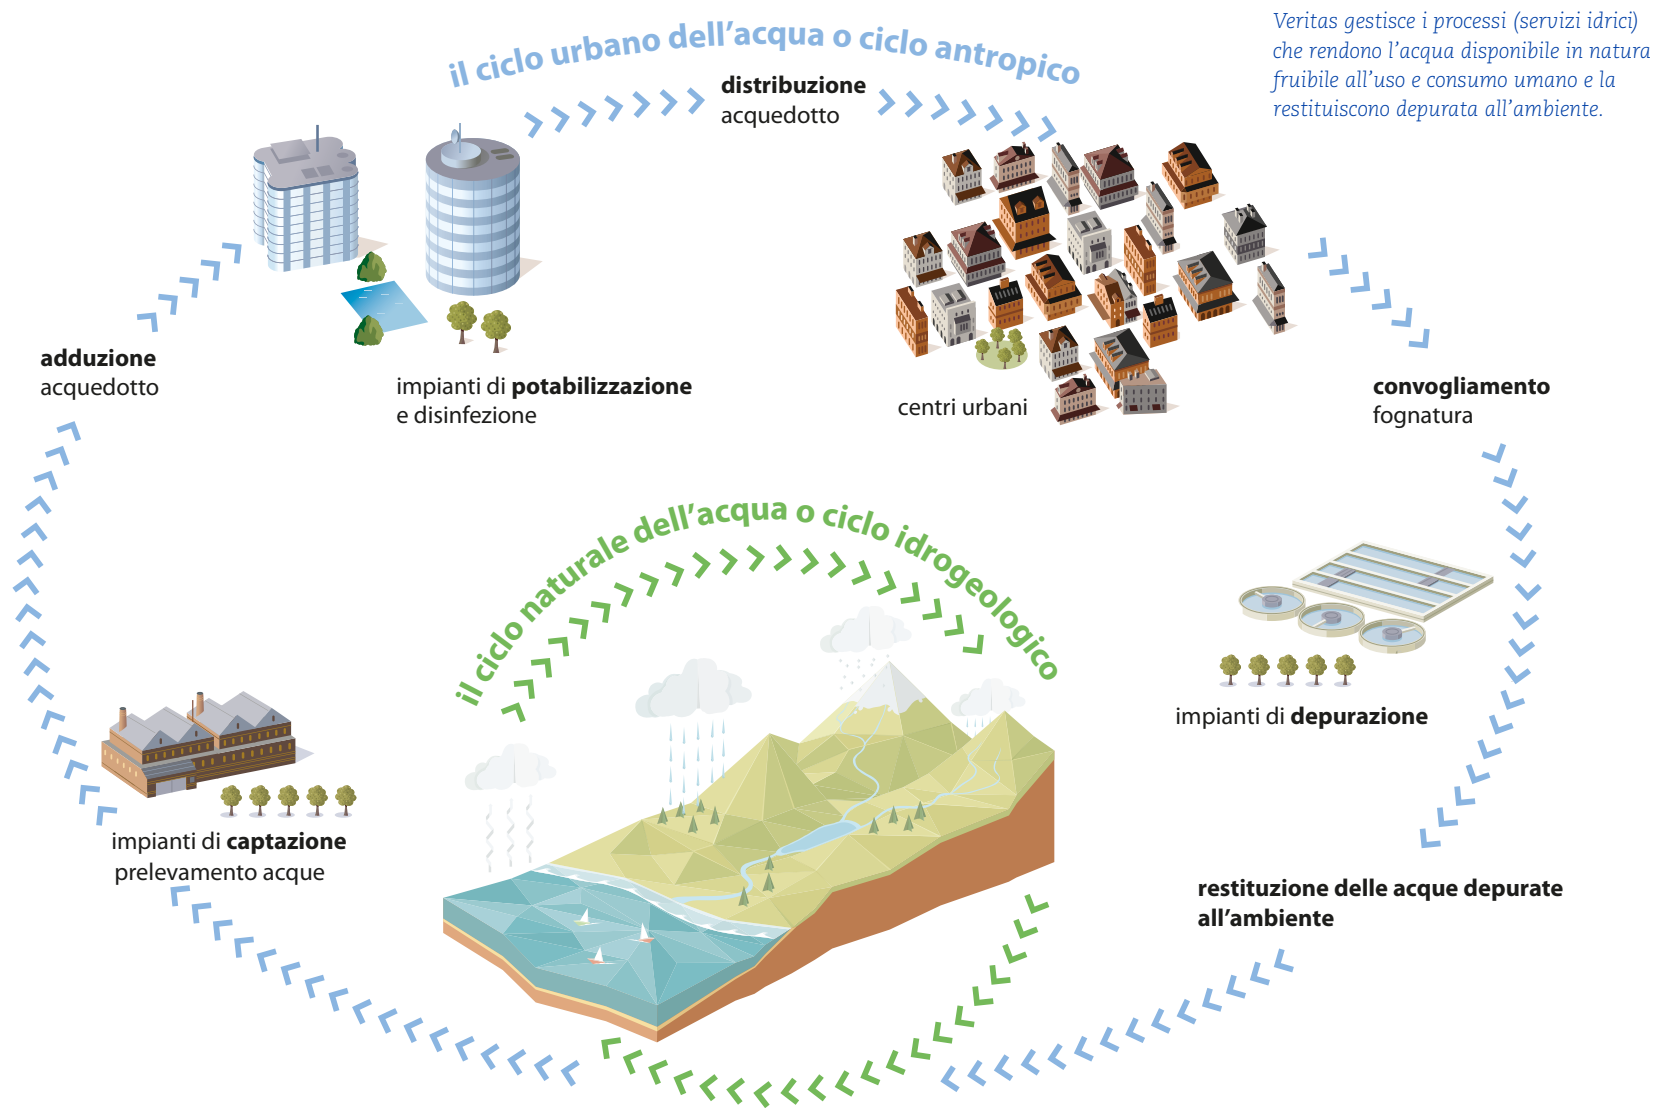 il ciclo urbano dell'acqua o ciclo antropico
Veritas gestisce i processi (servizi idrici)
che rendono l'acqua disponibile in natura
fruibile all'uso e consumo umano e la
restituiscono depurata all'ambiente.
distribuzione
acquedotto
adduzione
acquedotto
impianti di potabilizzazione
e disinfezione
centri urbani
convogliamento
fognatura
il ciclo naturale dell'acqua o ciclo idrogeologico
impianti di depurazione
impianti di captazione
prelevamento acque
restituzione delle acque depurate
all'ambiente